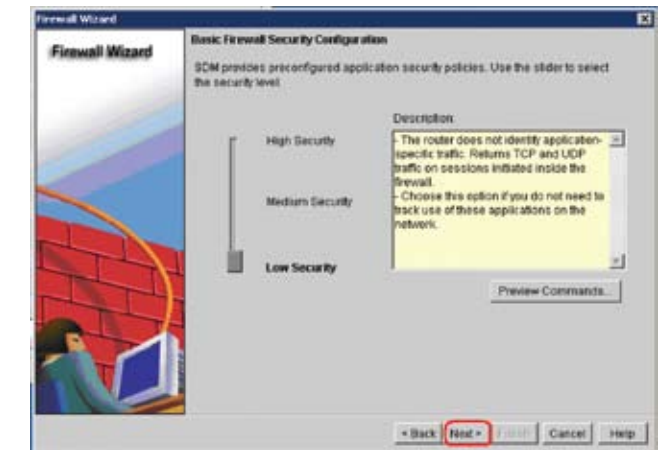 Firewall Wizard
Firewall Wizard
Basic Firewall Security Configuration
SDM provides preconfigured application security policies. Use the slider to select
the security level.
Description:
High Security
Medium Security
Low Security
- The router does not identify application-
specific traffic. Returns TCP and UDP
traffic on sessions initiated inside the
firewall.
- Choose this option if you do not need to
track use of these applications on the
network.
Preview Commands...
< Back
Next >
Finish
Cancel
Help